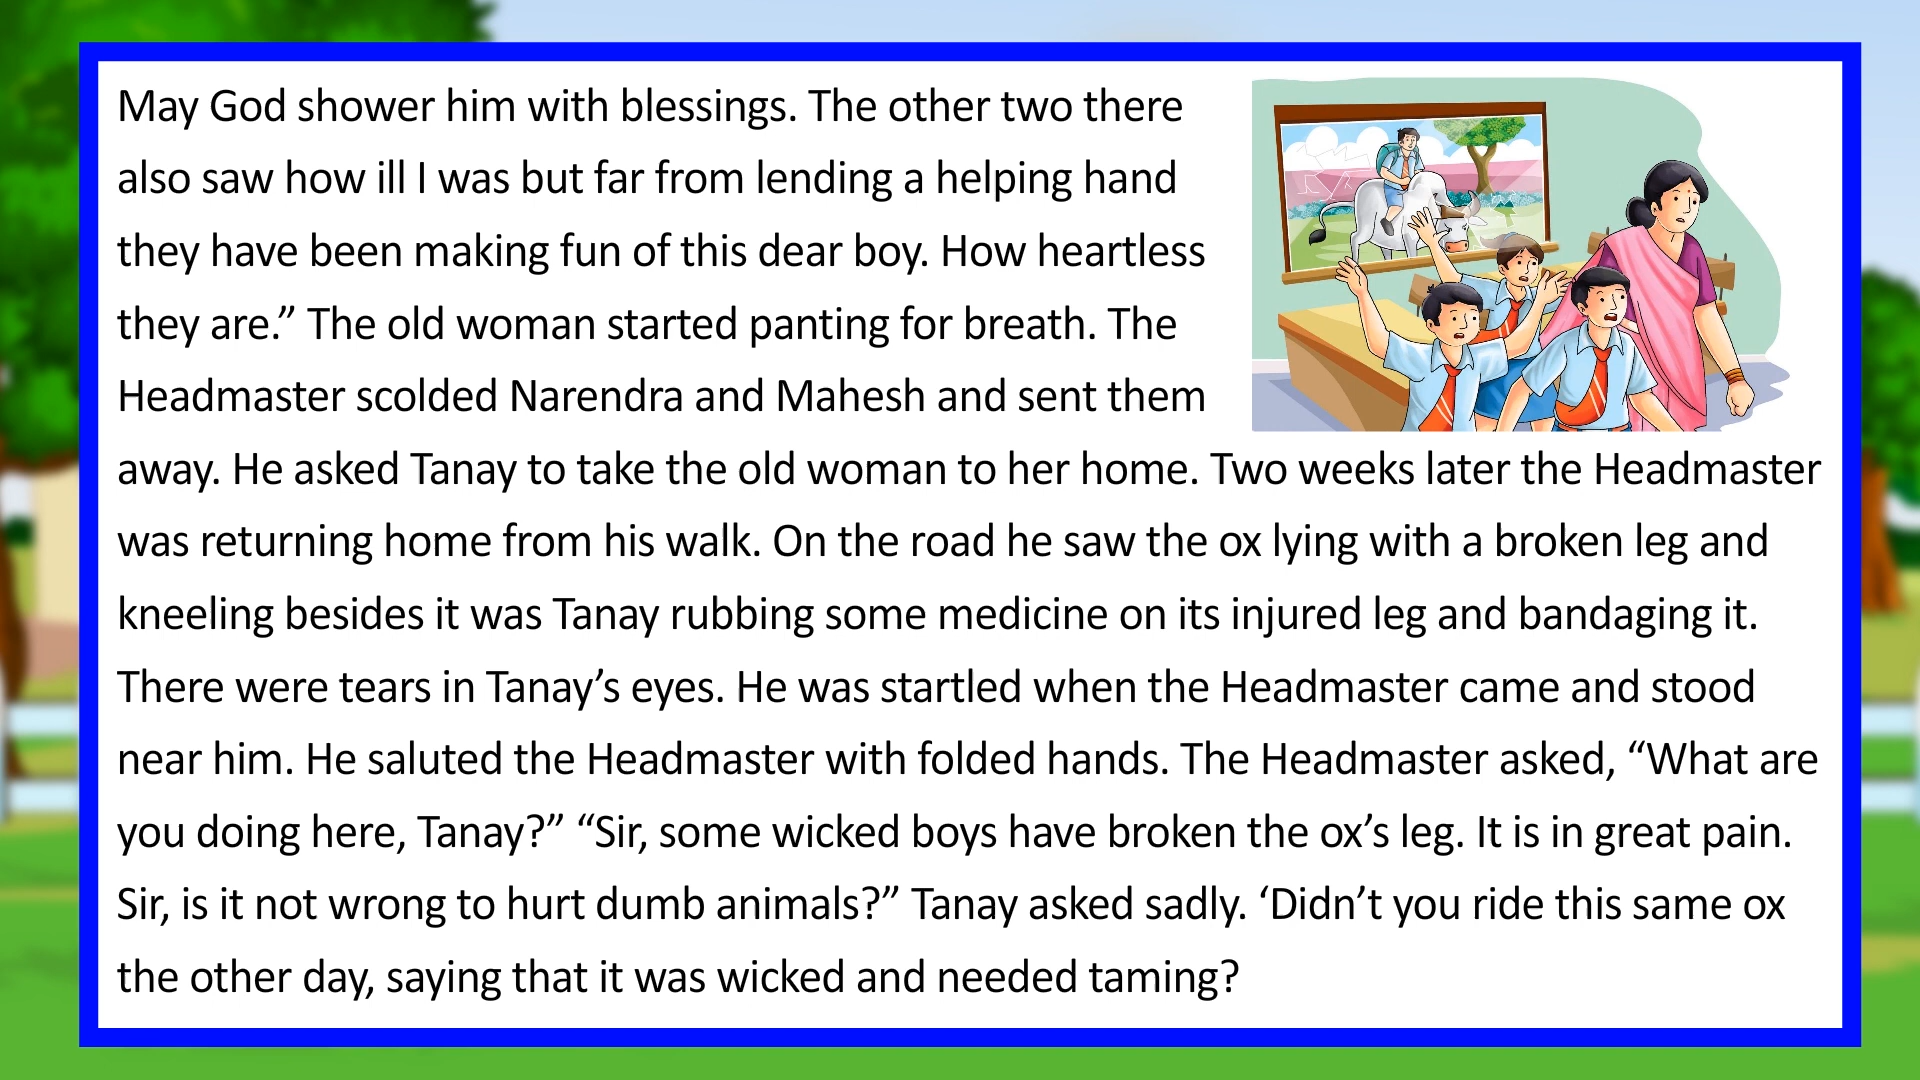 May God shower him with blessings. The other two there
also saw how ill I was but far from lending a helping hand
they have been making fun of this dear boy. How heartless
they are.” The old woman started panting for breath. The
Headmaster scolded Narendra and Mahesh and sent them
away. He asked Tanay to take the old woman to her home. Two weeks later the Headmaster
was returning home from his walk. On the road he saw the ox lying with a broken leg and
kneeling besides it was Tanay rubbing some medicine on its injured leg and bandaging it.
There were tears in Tanay’s eyes. He was startled when the Headmaster came and stood
near him. He saluted the Headmaster with folded hands. The Headmaster asked, “What are
you doing here, Tanay?” “Sir, some wicked boys have broken the ox’s leg. It is in great pain.
Sir, is it not wrong to hurt dumb animals?” Tanay asked sadly. ‘Didn’t you ride this same ox
the other day, saying that it was wicked and needed taming?